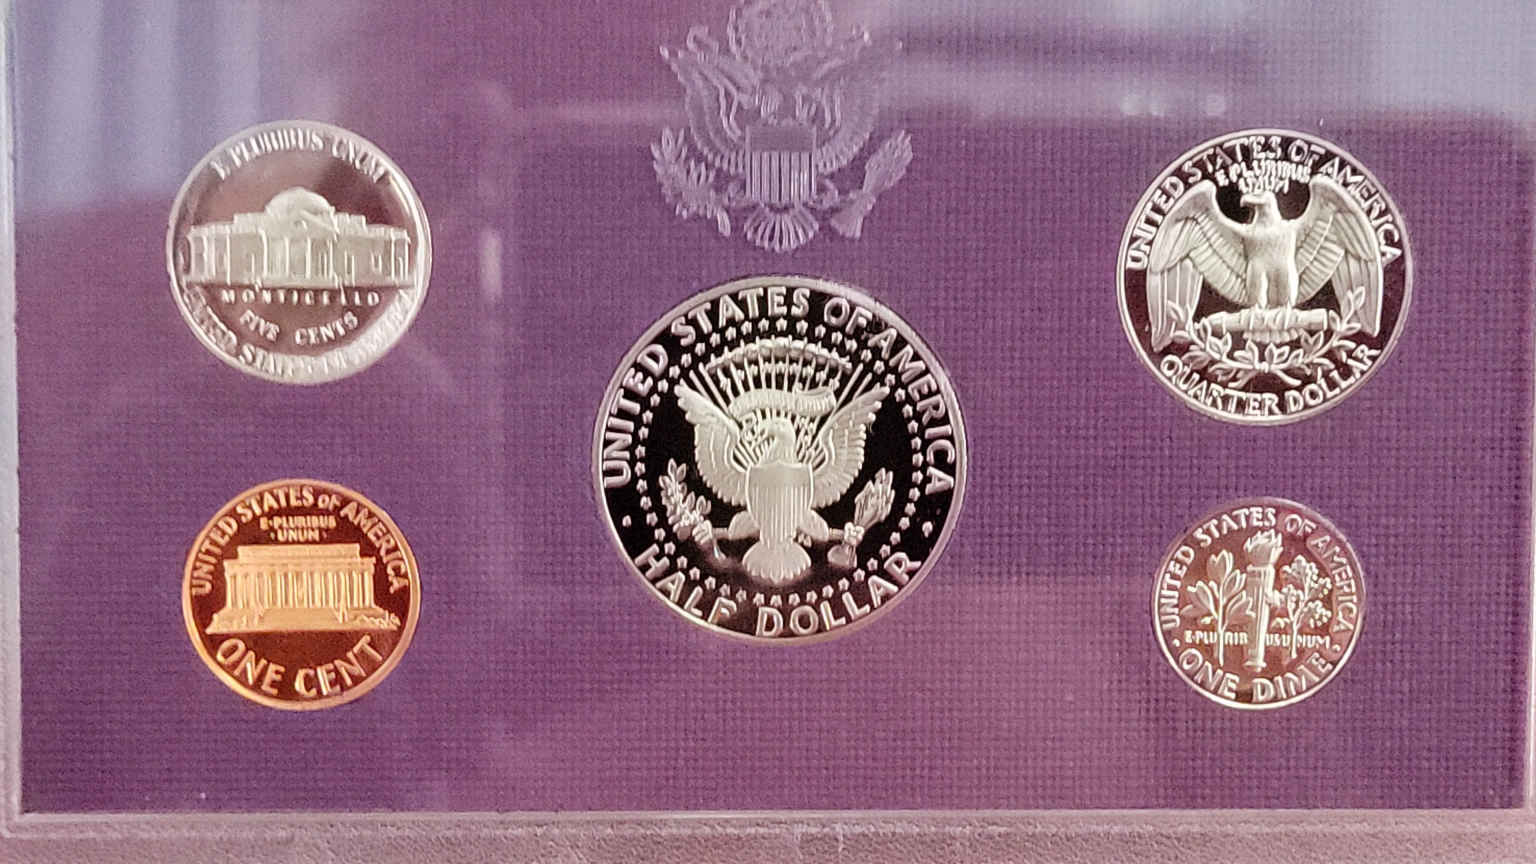 E PLURIBUS UNUM
MONTICELLO
FIVE CENTS
UNITED STATES OF AMERICA
UNITED STATES OF AMERICA
E·PLURIBUS
·UNUM·
ONE CENT
UNITED STATES OF AMERICA
HALF DOLLAR
UNITED STATES OF AMERICA
E PLURIBUS
UNUM
QUARTER DOLLAR
UNITED STATES OF AMERICA
E·PLURIBUS UNUM
ONE DIME